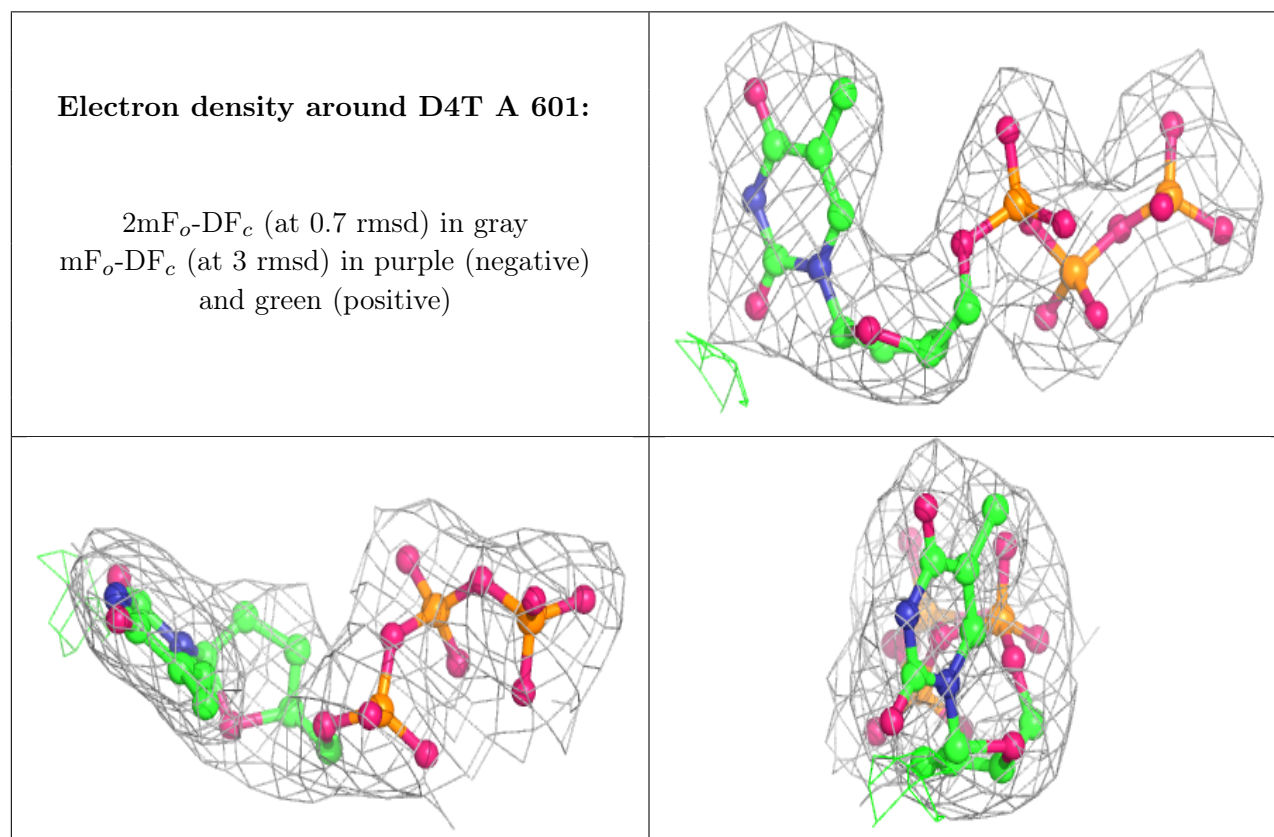 Electron density around D4T A 601:
2mFo-DFc (at 0.7 rmsd) in gray
mFo-DFc (at 3 rmsd) in purple (negative)
and green (positive)